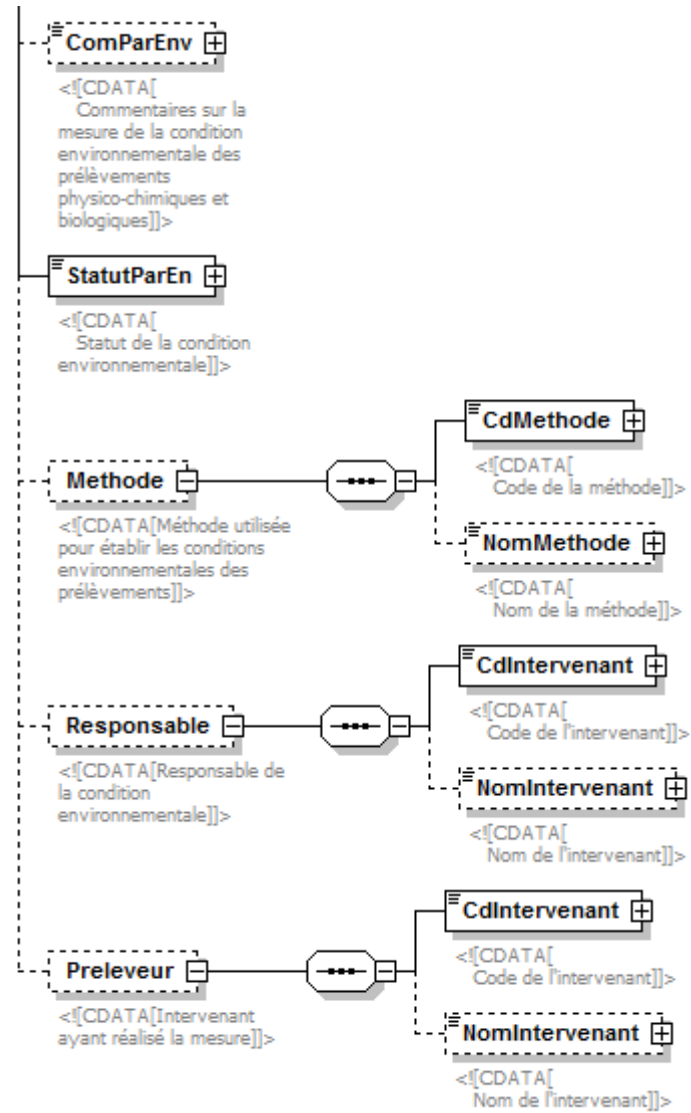 ComParEnv
<![CDATA[
Commentaires sur la
mesure de la condition
environnementale des
prélèvements
physico-chimiques et
biologiques]]>
StatutParEn
<![CDATA[
Statut de la condition
environnementale]]>
Methode
<![CDATA[Méthode utilisée
pour établir les conditions
environnementales des
prélèvements]]>
CdMethode
<![CDATA[
Code de la méthode]]>
NomMethode
<![CDATA[
Nom de la méthode]]>
Responsable
<![CDATA[Responsable de
la condition
environnementale]]>
CdIntervenant
<![CDATA[
Code de l'intervenant]]>
NomIntervenant
<![CDATA[
Nom de l'intervenant]]>
Preleveur
<![CDATA[Intervenant
ayant réalisé la mesure]]>
CdIntervenant
<![CDATA[
Code de l'intervenant]]>
NomIntervenant
<![CDATA[
Nom de l'intervenant]]>